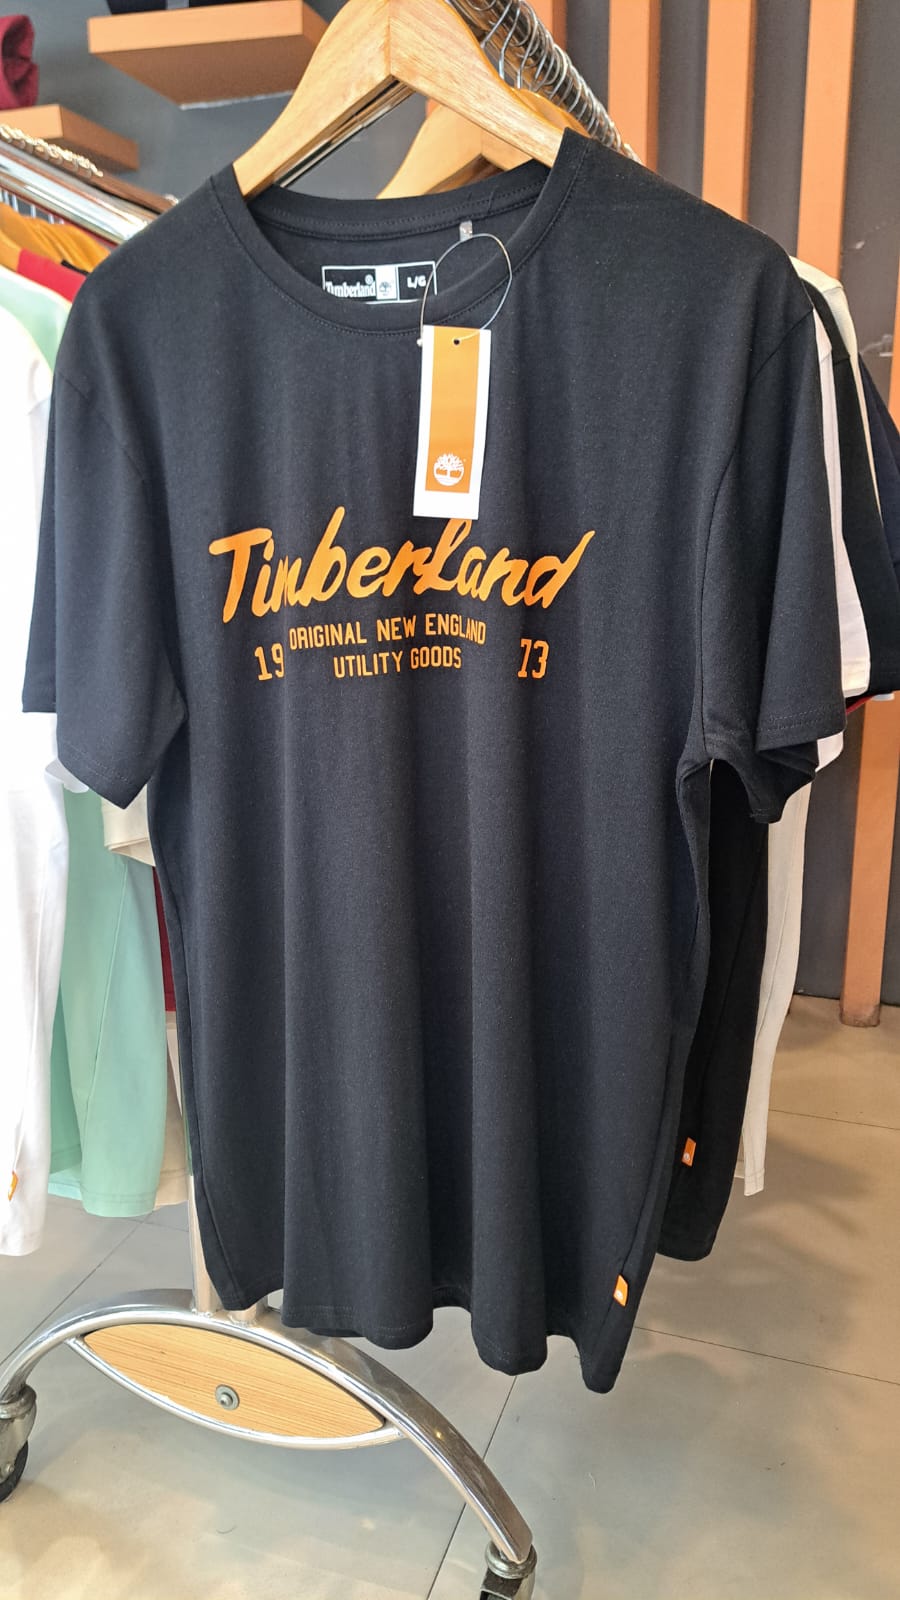 Timberland L/G
Timberland
ORIGINAL NEW ENGLAND
19 UTILITY GOODS 73